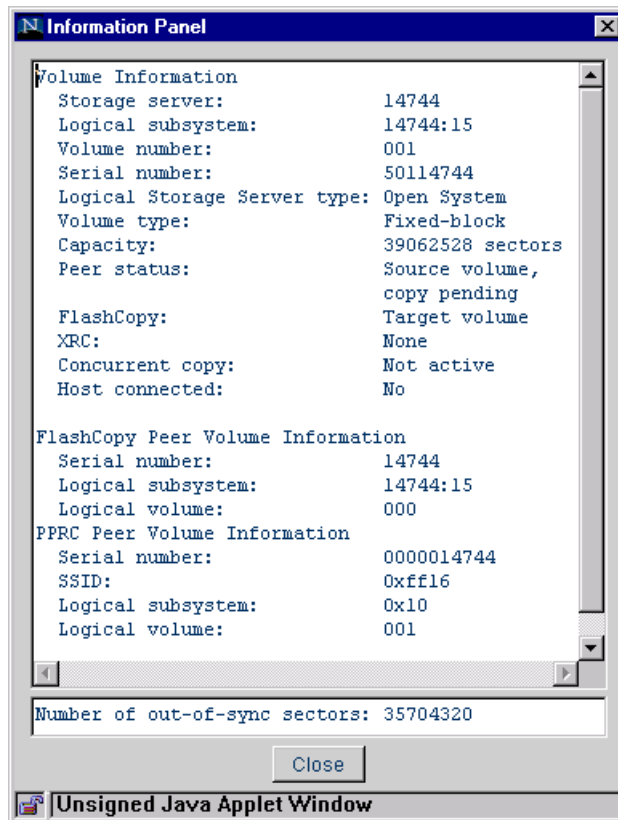 N Information Panel
Volume Information
Storage server: 14744
Logical subsystem: 14744:15
Volume number: 001
Serial number: 50114744
Logical Storage Server type: Open System
Volume type: Fixed-block
Capacity: 39062528 sectors
Peer status: Source volume,
copy pending
FlashCopy: Target volume
XRC: None
Concurrent copy: Not active
Host connected: No
FlashCopy Peer Volume Information
Serial number: 14744
Logical subsystem: 14744:15
Logical volume: 000
PPRC Peer Volume Information
Serial number: 0000014744
SSID: 0xff16
Logical subsystem: 0x10
Logical volume: 001
Number of out-of-sync sectors: 35704320
Close
Unsigned Java Applet Window